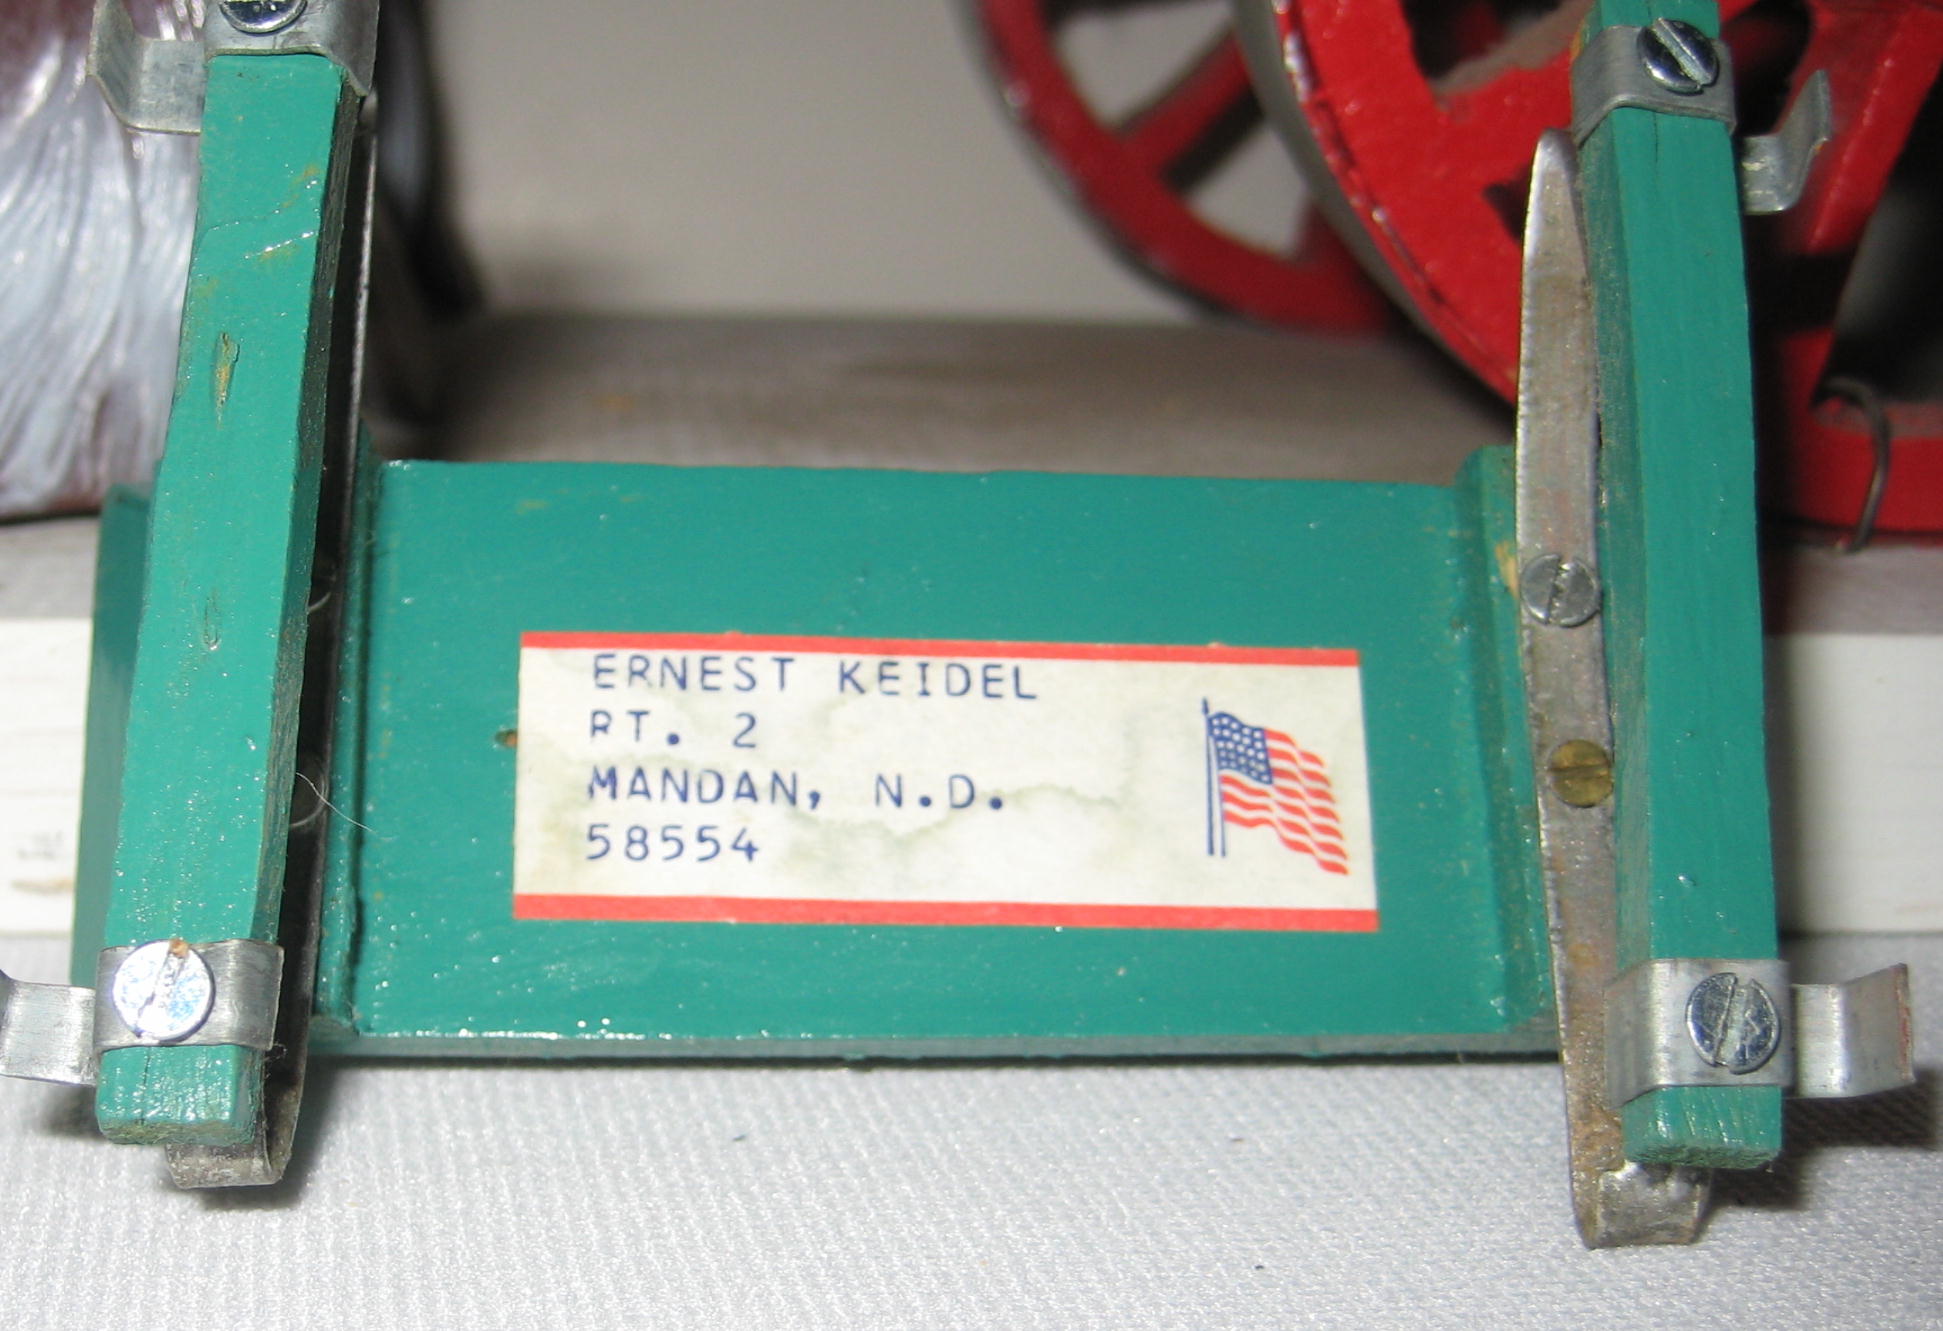 ERNEST KEIDEL
RT. 2
MANDAN, N.D.
58554